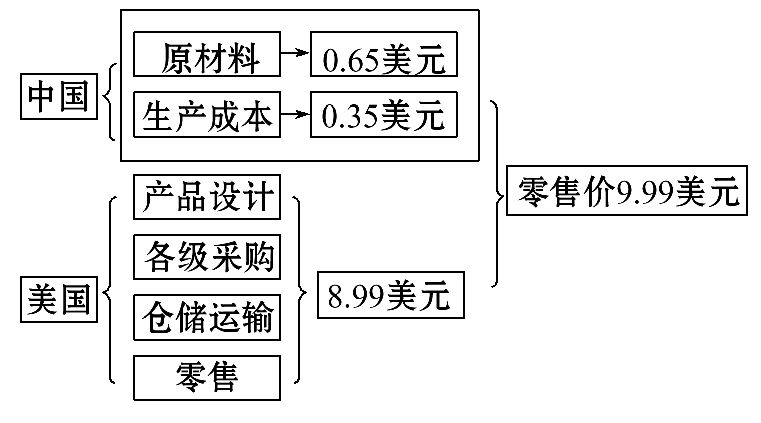 中国
原材料
0.65美元
生产成本
0.35美元
零售价9.99美元
美国
产品设计
各级采购
仓储运输
零售
8.99美元